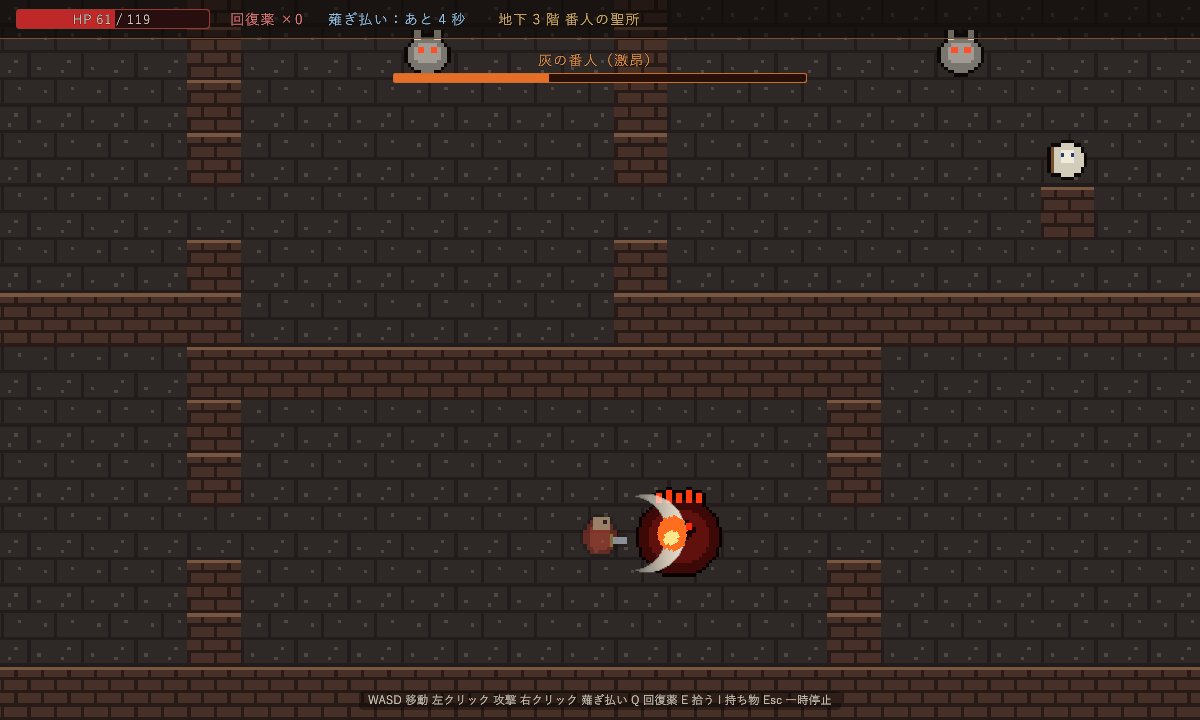 HP 61 / 119 回復薬 ×0 薙ぎ払い：あと 4 秒 地下 3 階 番人の聖所
灰の番人（激昂）
WASD 移動 左クリック 攻撃 右クリック 薙ぎ払い Q 回復薬 E 拾う I 持ち物 Esc 一時停止